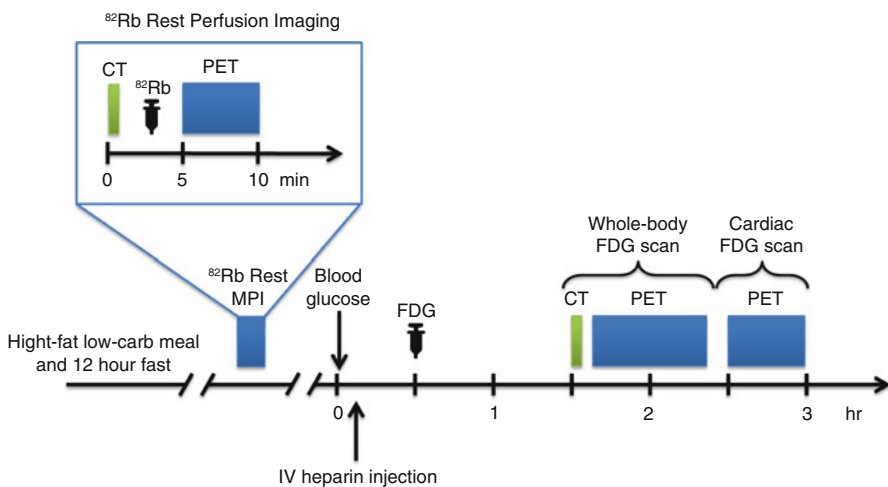 ⁸²Rb Rest Perfusion Imaging
CT
⁸²Rb
PET
0
5
10
min
Hight-fat low-carb meal
and 12 hour fast
⁸²Rb Rest
MPI
Blood
glucose
FDG
Whole-body
FDG scan
Cardiac
FDG scan
CT
PET
PET
0
1
2
3
hr
IV heparin injection